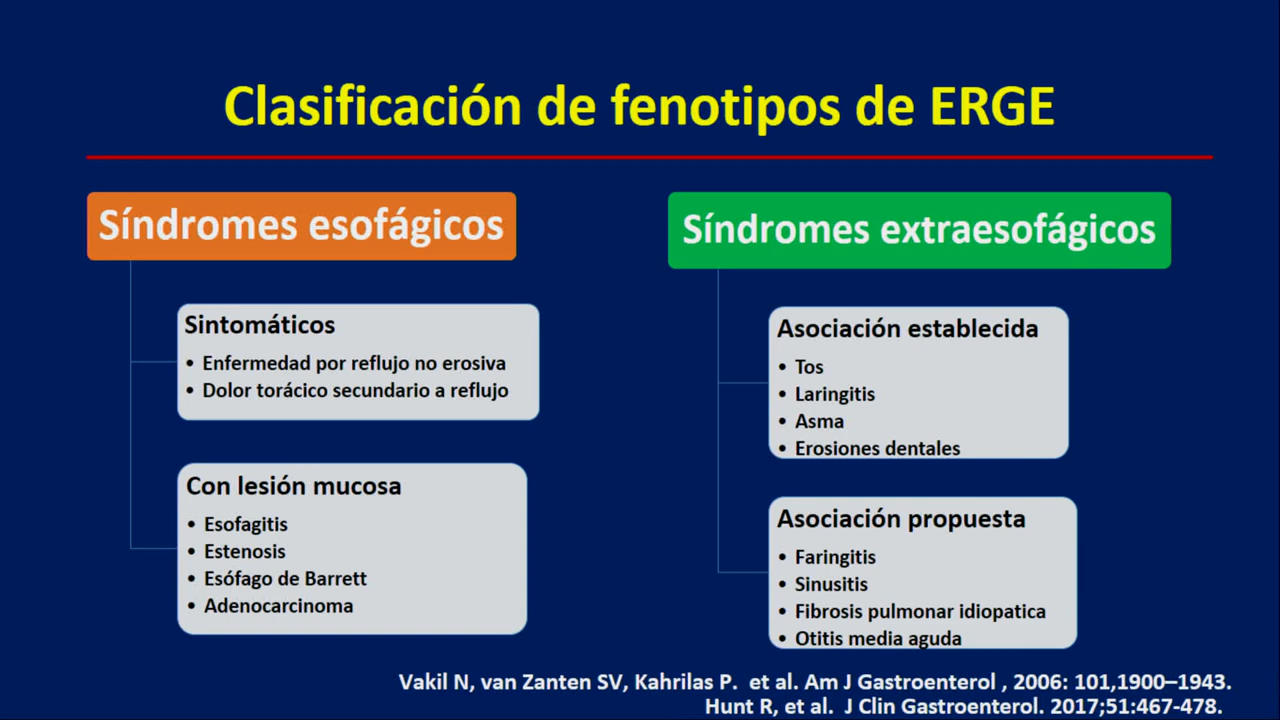 Clasificación de fenotipos de ERGE
Síndromes esofágicos
Sintomáticos
• Enfermedad por reflujo no erosiva
• Dolor torácico secundario a reflujo
Con lesión mucosa
• Esofagitis
• Estenosis
• Esófago de Barrett
• Adenocarcinoma
Síndromes extraesofágicos
Asociación establecida
• Tos
• Laringitis
• Asma
• Erosiones dentales
Asociación propuesta
• Faringitis
• Sinusitis
• Fibrosis pulmonar idiopatica
• Otitis media aguda
Vakil N, van Zanten SV, Kahrilas P. et al. Am J Gastroenterol , 2006: 101,1900–1943.
Hunt R, et al. J Clin Gastroenterol. 2017;51:467-478.